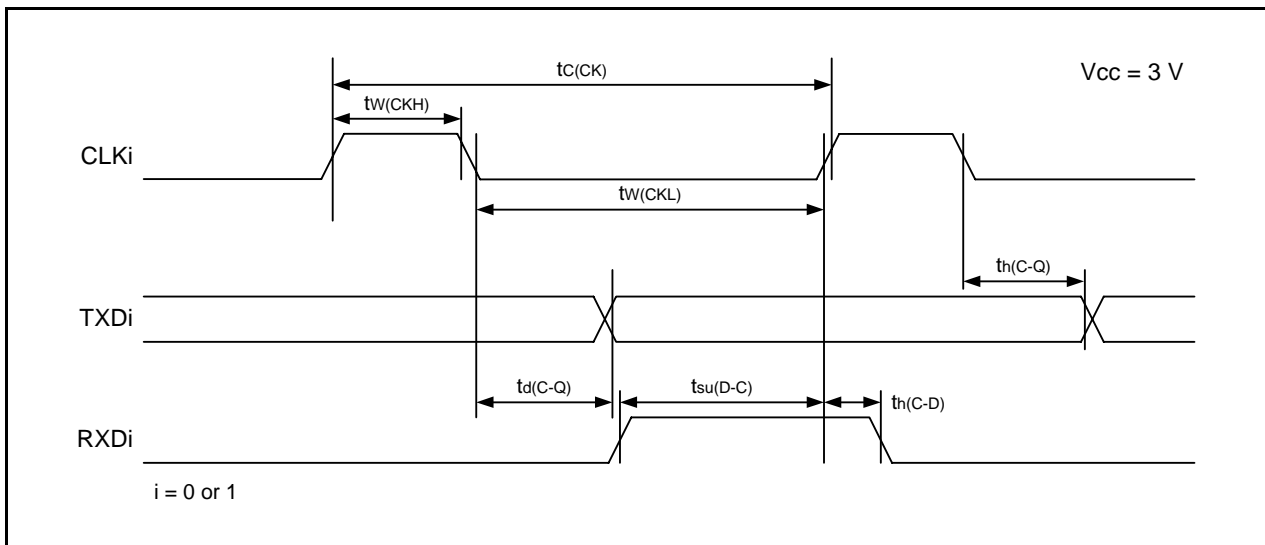 tC(CK)
Vcc = 3 V
tW(CKH)
CLKi
tW(CKL)
th(C-Q)
TXDi
td(C-Q)
tsu(D-C)
th(C-D)
RXDi
i = 0 or 1